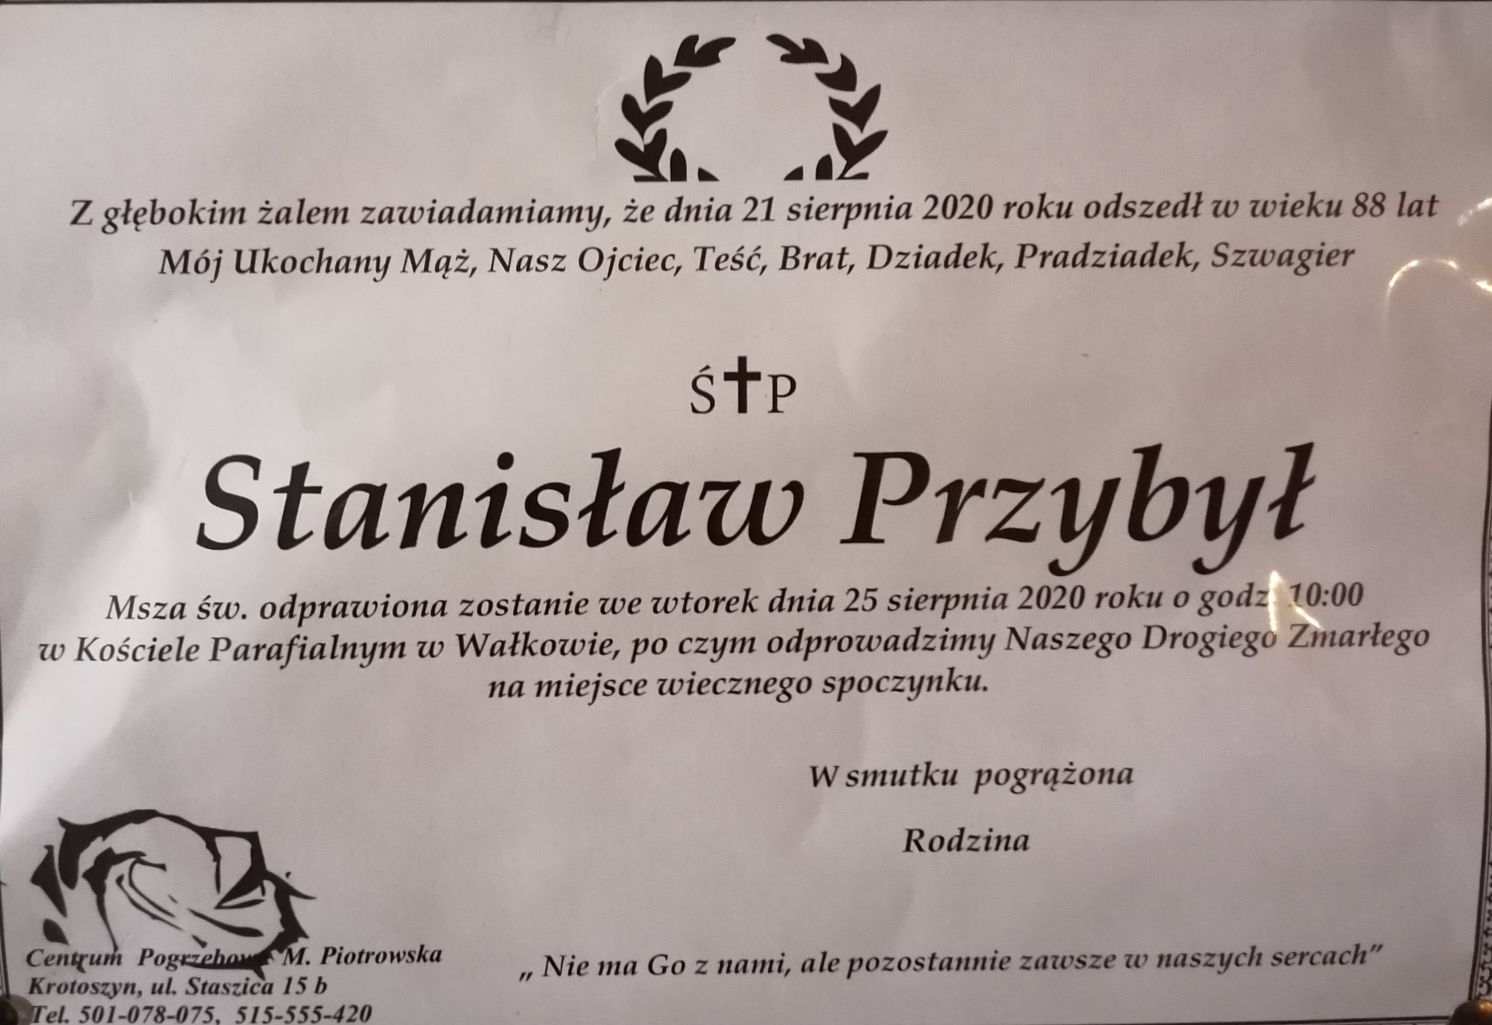 Z głębokim żalem zawiadamiamy, że dnia 21 sierpnia 2020 roku odszedł w wieku 88 lat
Mój Ukochany Mąż, Nasz Ojciec, Teść, Brat, Dziadek, Pradziadek, Szwagier
Ś✝P
Stanisław Przybył
Msza św. odprawiona zostanie we wtorek dnia 25 sierpnia 2020 roku o godz. 10:00
w Kościele Parafialnym w Wałkowie, po czym odprowadzimy Naszego Drogiego Zmarłego
na miejsce wiecznego spoczynku.
W smutku pogrążona
Rodzina
Centrum Pogrzebowe M. Piotrowska
Krotoszyn, ul. Staszica 15 b
Tel. 501-078-075, 515-555-420
„ Nie ma Go z nami, ale pozostannie zawsze w naszych sercach”